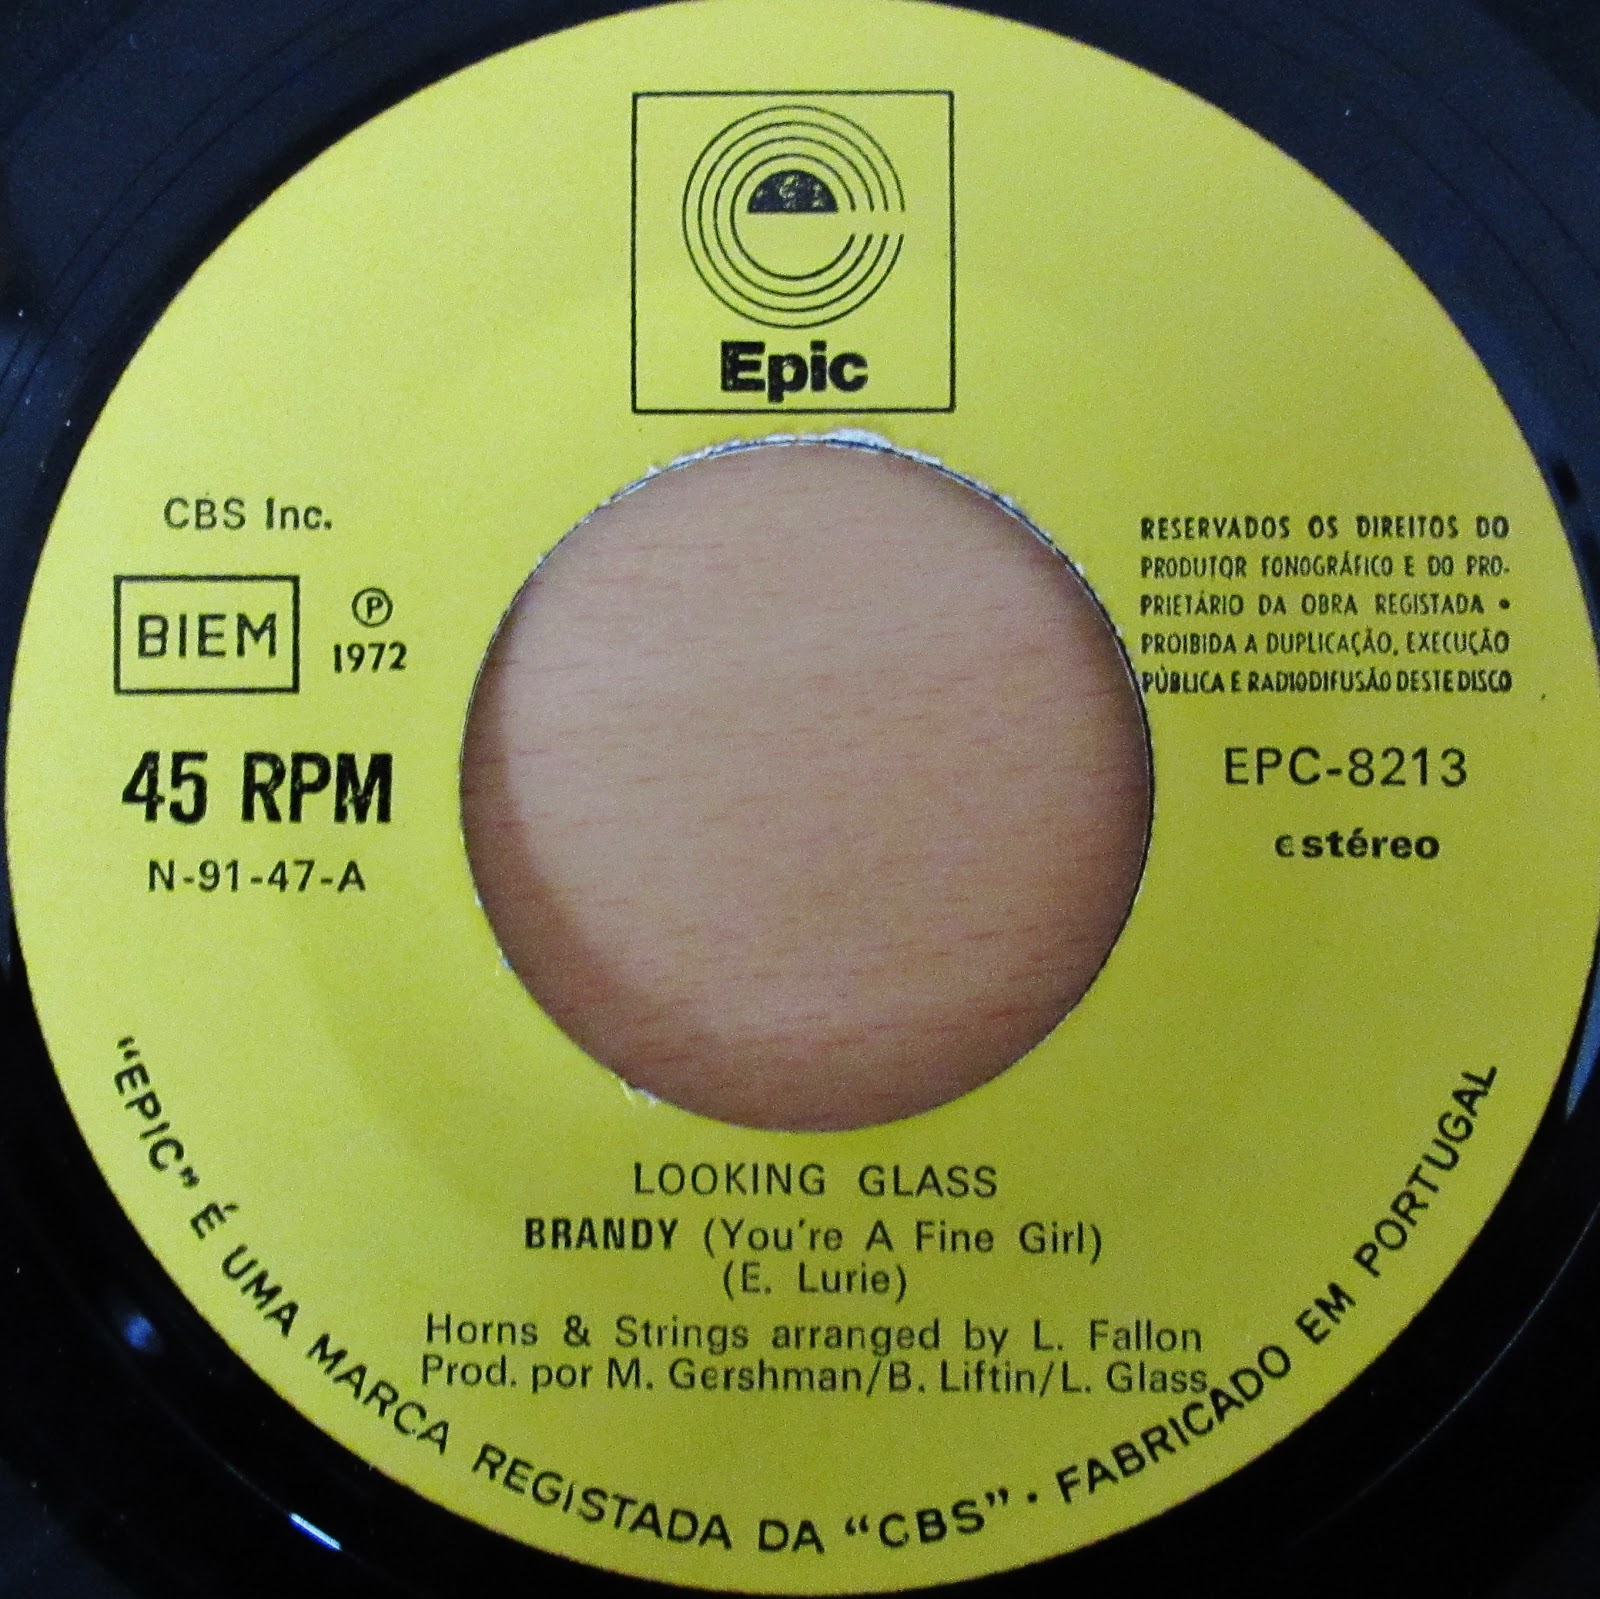 Epic
CBS Inc.
BIEM
Ⓟ
1972
45 RPM
N-91-47-A
RESERVADOS OS DIREITOS DO
PRODUTOR FONOGRÁFICO E DO PRO-
PRIETÁRIO DA OBRA REGISTADA •
PROIBIDA A DUPLICAÇÃO, EXECUÇÃO
PÚBLICA E RADIODIFUSÃO DESTE DISCO
EPC-8213
estéreo
LOOKING GLASS
BRANDY (You're A Fine Girl)
(E. Lurie)
Horns & Strings arranged by L. Fallon
Prod. por M. Gershman/B. Liftin/L. Glass
"EPIC" É UMA MARCA REGISTADA DA "CBS" · FABRICADO EM PORTUGAL